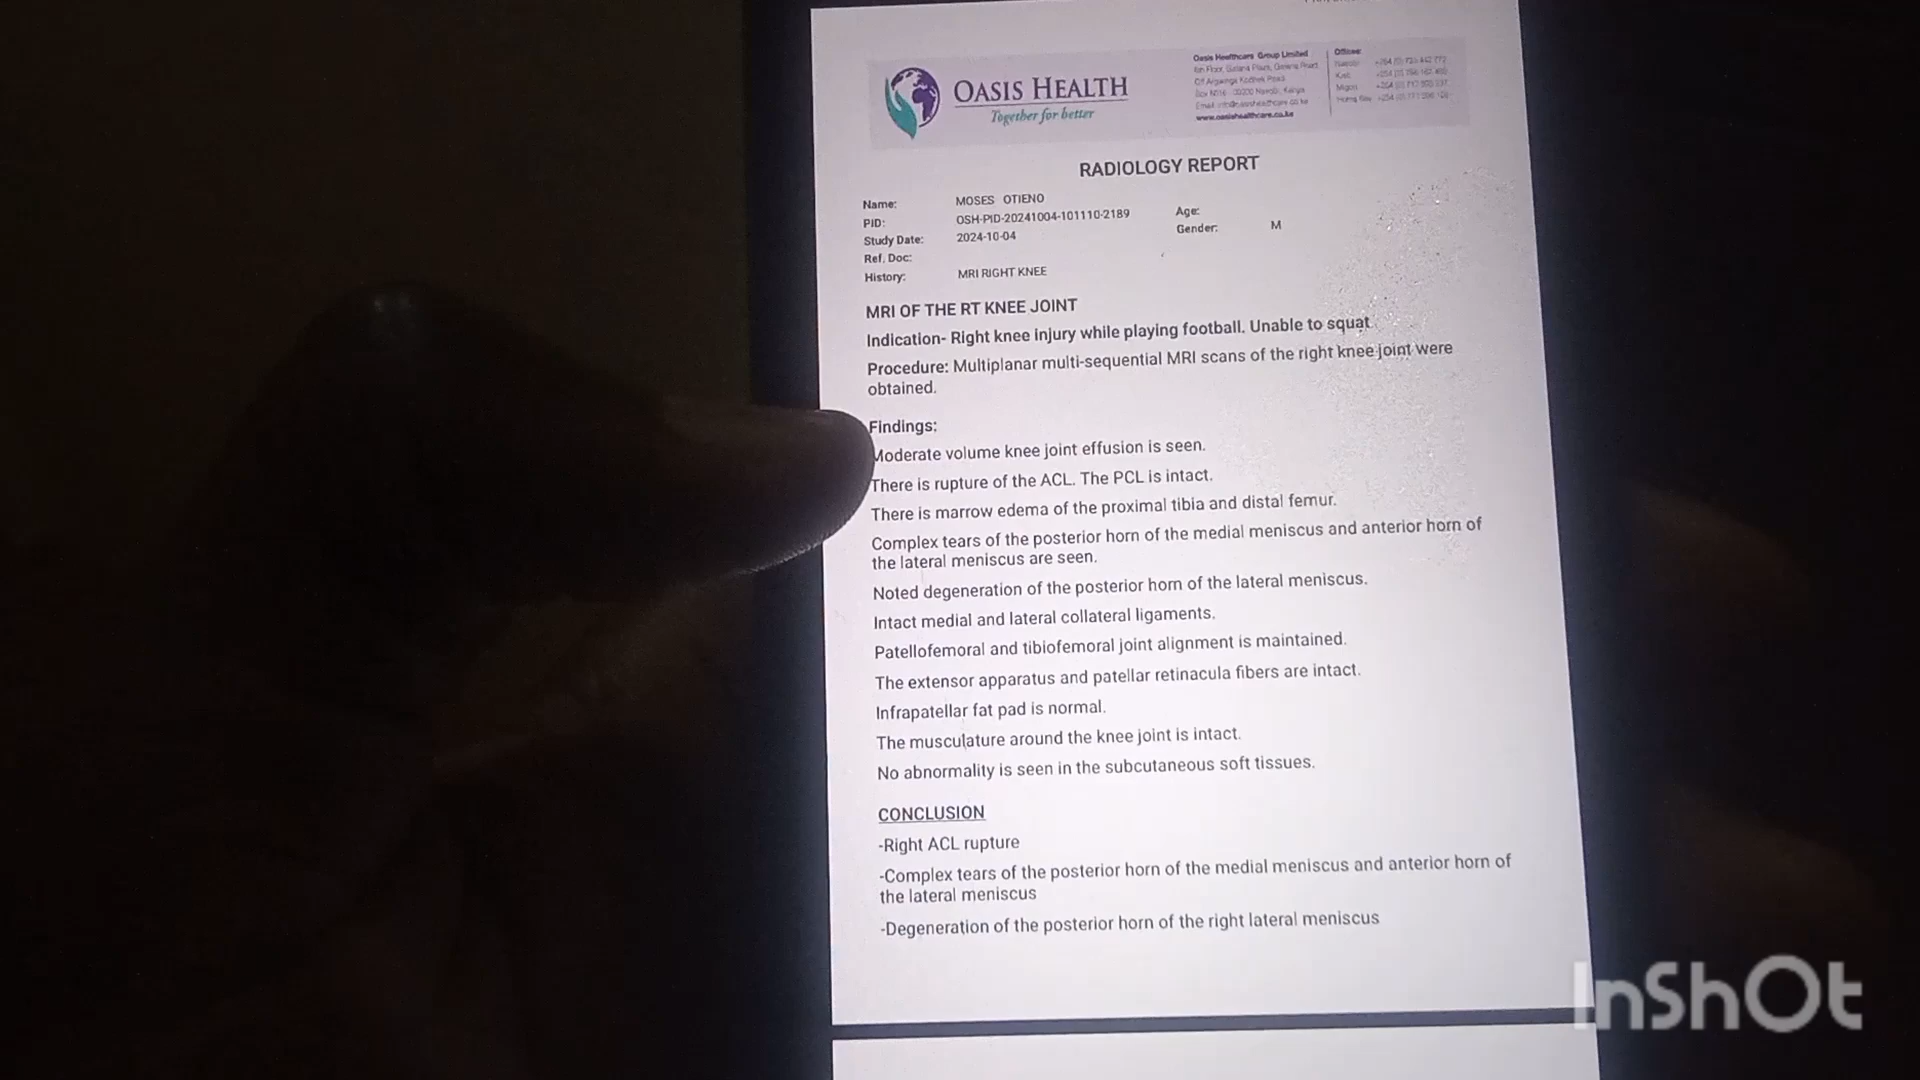 OASIS HEALTH
Together for better
Oasis Healthcare Group Limited
www.oasishealthcare.co.ke
Offices:
RADIOLOGY REPORT
Name: MOSES OTIENO
PID: OSH-PID-20241004-101110-2189 Age:
Study Date: 2024-10-04 Gender: M
Ref. Doc:
History: MRI RIGHT KNEE
MRI OF THE RT KNEE JOINT
Indication- Right knee injury while playing football. Unable to squat
Procedure: Multiplanar multi-sequential MRI scans of the right knee joint were
obtained.
Findings:
Moderate volume knee joint effusion is seen.
There is rupture of the ACL. The PCL is intact.
There is marrow edema of the proximal tibia and distal femur.
Complex tears of the posterior horn of the medial meniscus and anterior horn of
the lateral meniscus are seen.
Noted degeneration of the posterior horn of the lateral meniscus.
Intact medial and lateral collateral ligaments.
Patellofemoral and tibiofemoral joint alignment is maintained.
The extensor apparatus and patellar retinacula fibers are intact.
Infrapatellar fat pad is normal.
The musculature around the knee joint is intact.
No abnormality is seen in the subcutaneous soft tissues.
CONCLUSION
-Right ACL rupture
-Complex tears of the posterior horn of the medial meniscus and anterior horn of
the lateral meniscus
-Degeneration of the posterior horn of the right lateral meniscus
InShOt